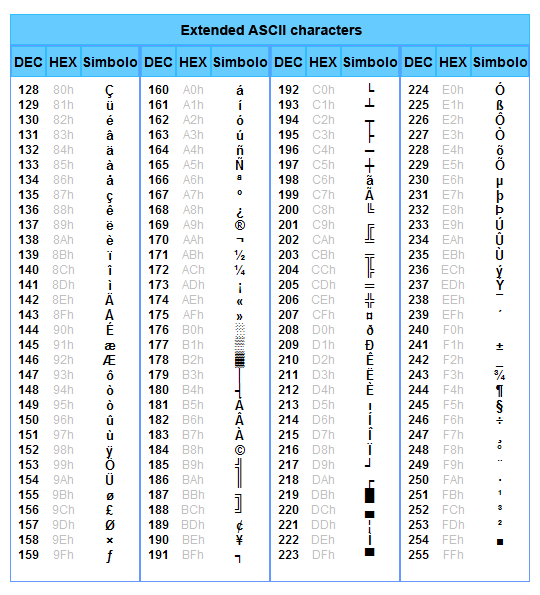 Extended ASCII characters
DEC HEX Simbolo DEC HEX Simbolo DEC HEX Simbolo DEC HEX Simbolo
128 80h Ç 160 A0h á 192 C0h └ 224 E0h Ó
129 81h ü 161 A1h í 193 C1h ┴ 225 E1h ß
130 82h é 162 A2h ó 194 C2h ┬ 226 E2h Ô
131 83h â 163 A3h ú 195 C3h ├ 227 E3h Ò
132 84h ä 164 A4h ñ 196 C4h ─ 228 E4h õ
133 85h à 165 A5h Ñ 197 C5h ┼ 229 E5h Õ
134 86h å 166 A6h ª 198 C6h ã 230 E6h µ
135 87h ç 167 A7h º 199 C7h Ã 231 E7h þ
136 88h ê 168 A8h ¿ 200 C8h ╚ 232 E8h Þ
137 89h ë 169 A9h ® 201 C9h ╔ 233 E9h Ú
138 8Ah è 170 AAh ¬ 202 CAh ╩ 234 EAh Û
139 8Bh ï 171 ABh ½ 203 CBh ╦ 235 EBh Ù
140 8Ch î 172 ACh ¼ 204 CCh ╠ 236 ECh ý
141 8Dh ì 173 ADh ¡ 205 CDh ═ 237 EDh Ý
142 8Eh Ä 174 AEh « 206 CEh ╬ 238 EEh ¯
143 8Fh Å 175 AFh » 207 CFh ¤ 239 EFh ´
144 90h É 176 B0h ░ 208 D0h ð 240 F0h
145 91h æ 177 B1h ▒ 209 D1h Ð 241 F1h ±
146 92h Æ 178 B2h ▓ 210 D2h Ê 242 F2h _
147 93h ô 179 B3h │ 211 D3h Ë 243 F3h ¾
148 94h ö 180 B4h ┤ 212 D4h È 244 F4h ¶
149 95h ò 181 B5h Á 213 D5h ı 245 F5h §
150 96h û 182 B6h Â 214 D6h Í 246 F6h ÷
151 97h ù 183 B7h À 215 D7h Î 247 F7h ¸
152 98h ÿ 184 B8h © 216 D8h Ï 248 F8h °
153 99h Ö 185 B9h ╣ 217 D9h ┘ 249 F9h ¨
154 9Ah Ü 186 BAh ║ 218 DAh ┌ 250 FAh ·
155 9Bh ø 187 BBh ╗ 219 DBh █ 251 FBh ¹
156 9Ch £ 188 BCh ╝ 220 DCh ▄ 252 FCh ³
157 9Dh Ø 189 BDh ¢ 221 DDh ¦ 253 FDh ²
158 9Eh × 190 BEh ¥ 222 DEh Ì 254 FEh ■
159 9Fh ƒ 191 BFh ┐ 223 DFh ▀ 255 FFh